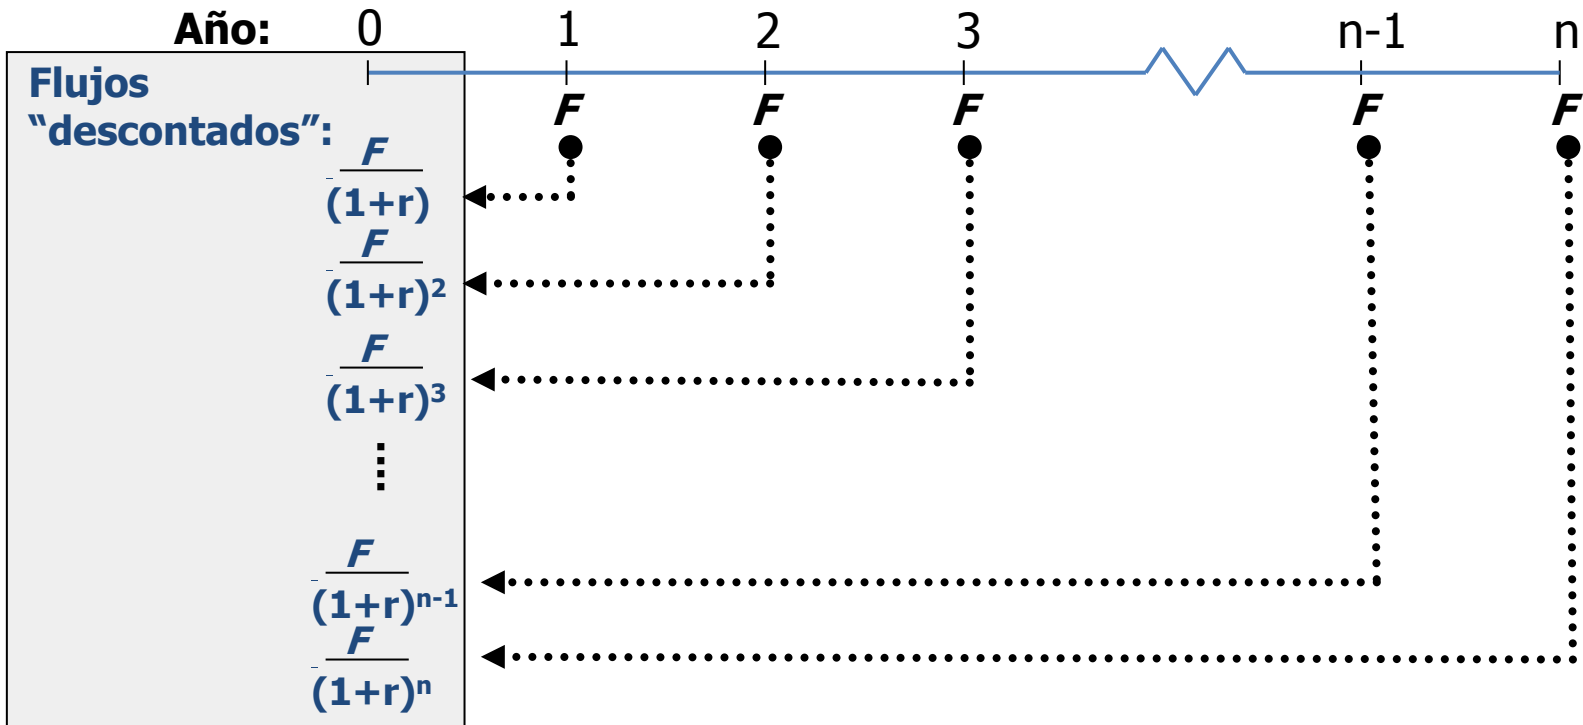 Año: 0 1 2 3 n-1 n
Flujos
“descontados”:
F F F F F
F
(1+r)
F
(1+r)²
F
(1+r)³
F
(1+r)ⁿ⁻¹
F
(1+r)ⁿ